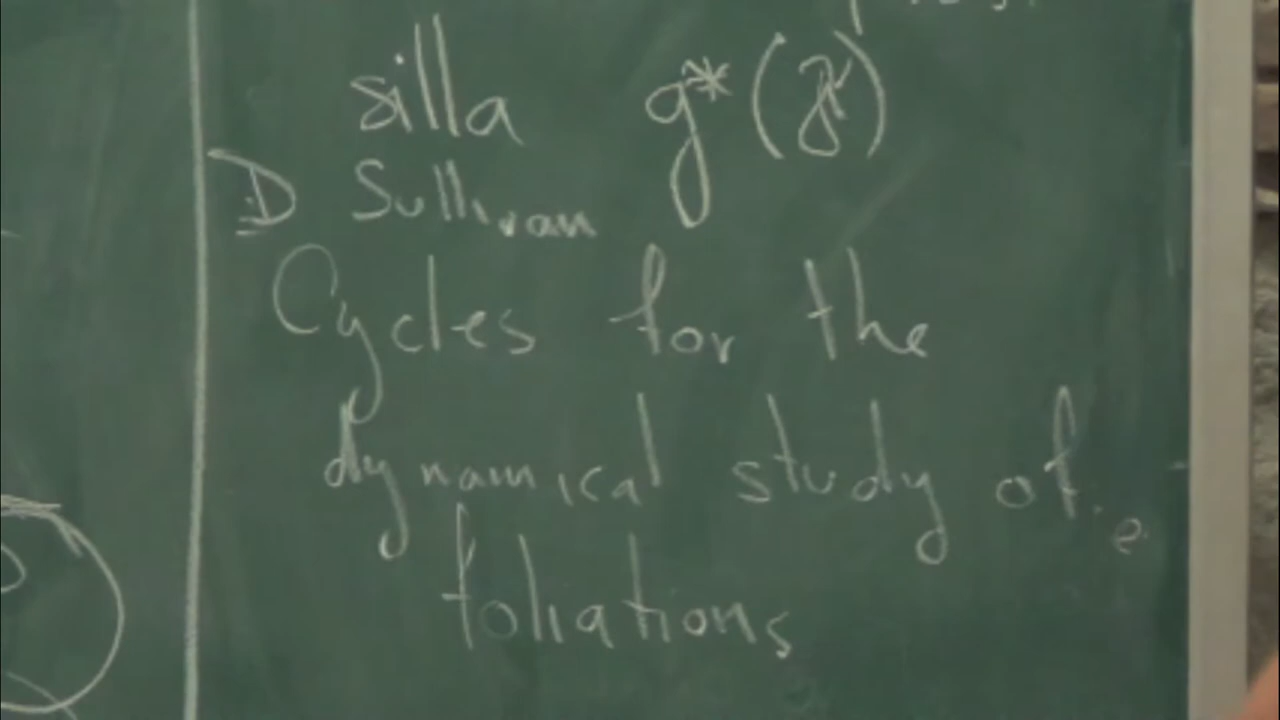 silla g*(γ)
D Sullivan
Cycles for the
dynamical study of
foliations